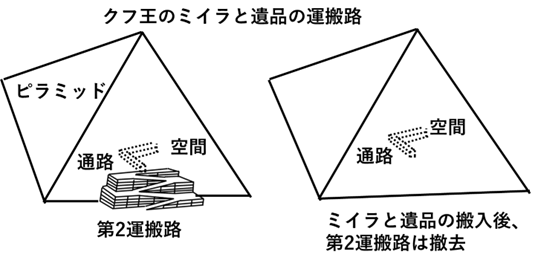 クフ王のミイラと遺品の運搬路
ピラミッド
通路
空間
第2運搬路
通路
空間
ミイラと遺品の搬入後、
第2運搬路は撤去